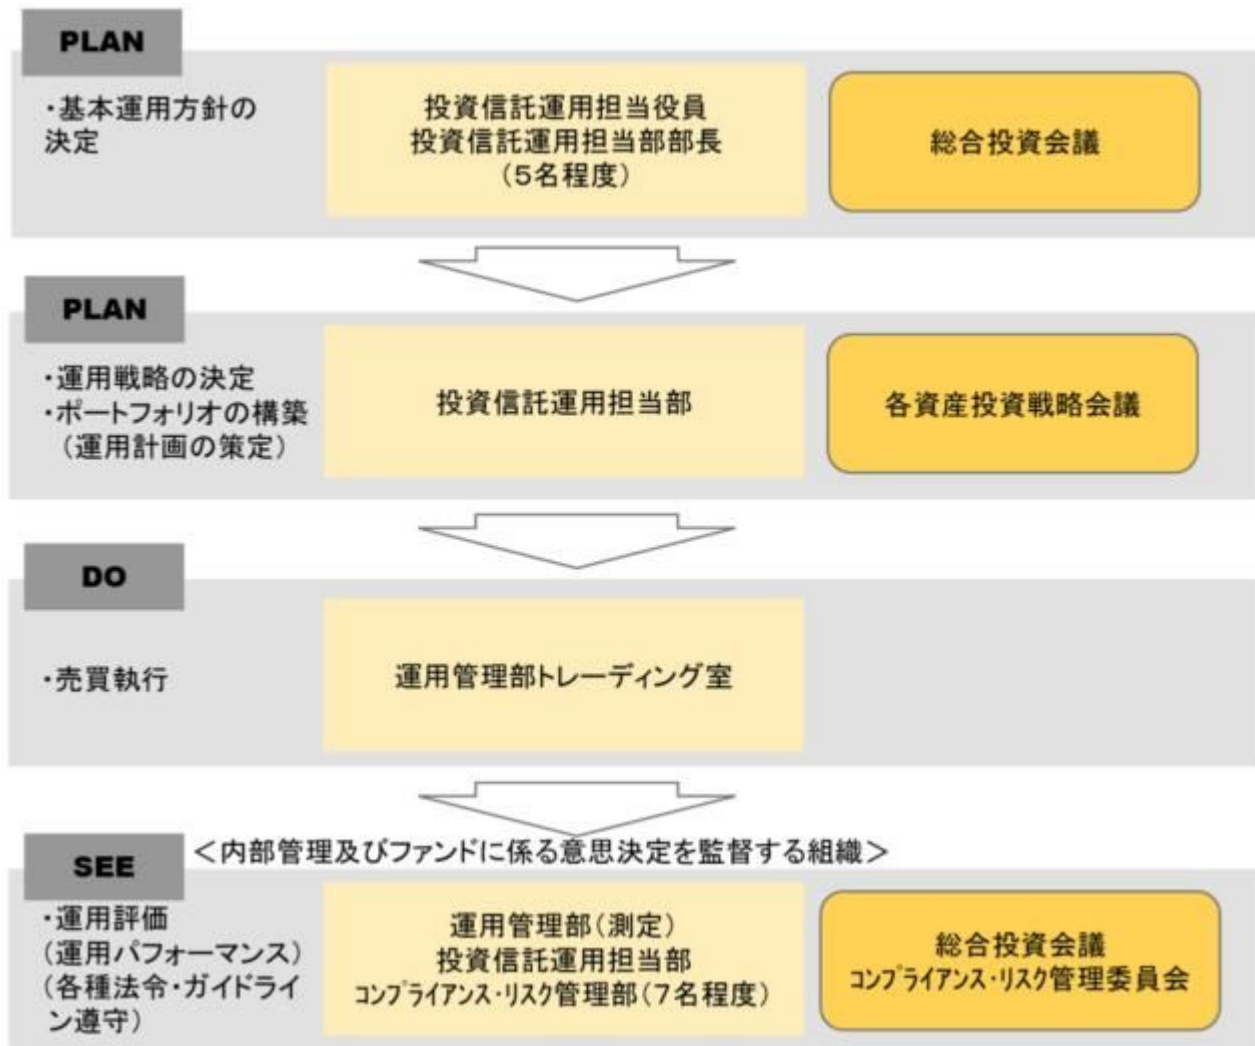 PLAN
・基本運用方針の
決定
投資信託運用担当役員
投資信託運用担当部部長
(5名程度)
総合投資会議
PLAN
・運用戦略の決定
・ポートフォリオの構築
(運用計画の策定)
投資信託運用担当部
各資産投資戦略会議
DO
・売買執行
運用管理部トレーディング室
SEE
＜内部管理及びファンドに係る意思決定を監督する組織＞
・運用評価
(運用パフォーマンス)
(各種法令・ガイドライ
ン遵守)
運用管理部(測定)
投資信託運用担当部
ｺﾝﾌﾟﾗｲｱﾝｽ･ﾘｽｸ管理部(7名程度)
総合投資会議
ｺﾝﾌﾟﾗｲｱﾝｽ･ﾘｽｸ管理委員会